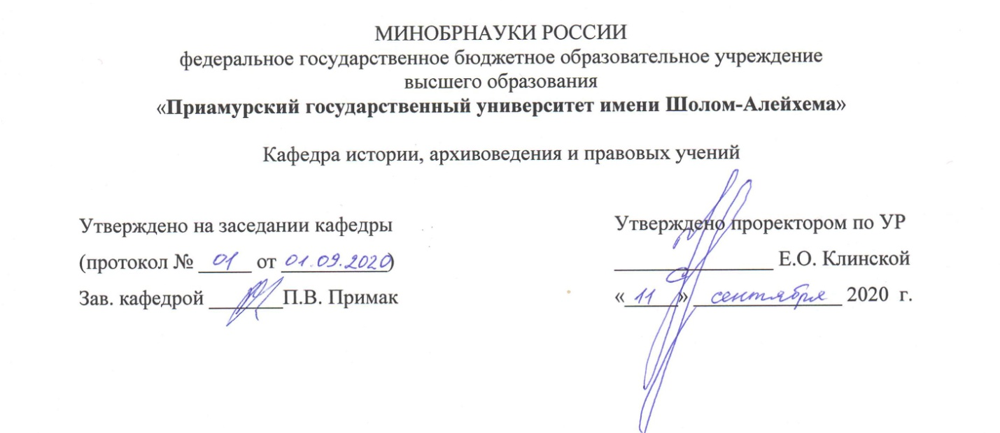 МИНОБРНАУКИ РОССИИ
федеральное государственное бюджетное образовательное учреждение
высшего образования
«Приамурский государственный университет имени Шолом-Алейхема»
Кафедра истории, архивоведения и правовых учений
Утверждено на заседании кафедры
(протокол № 01 от 01.09.2020)
Зав. кафедрой ________П.В. Примак
Утверждено проректором по УР
________________ Е.О. Клинской
«11» сентября 2020 г.